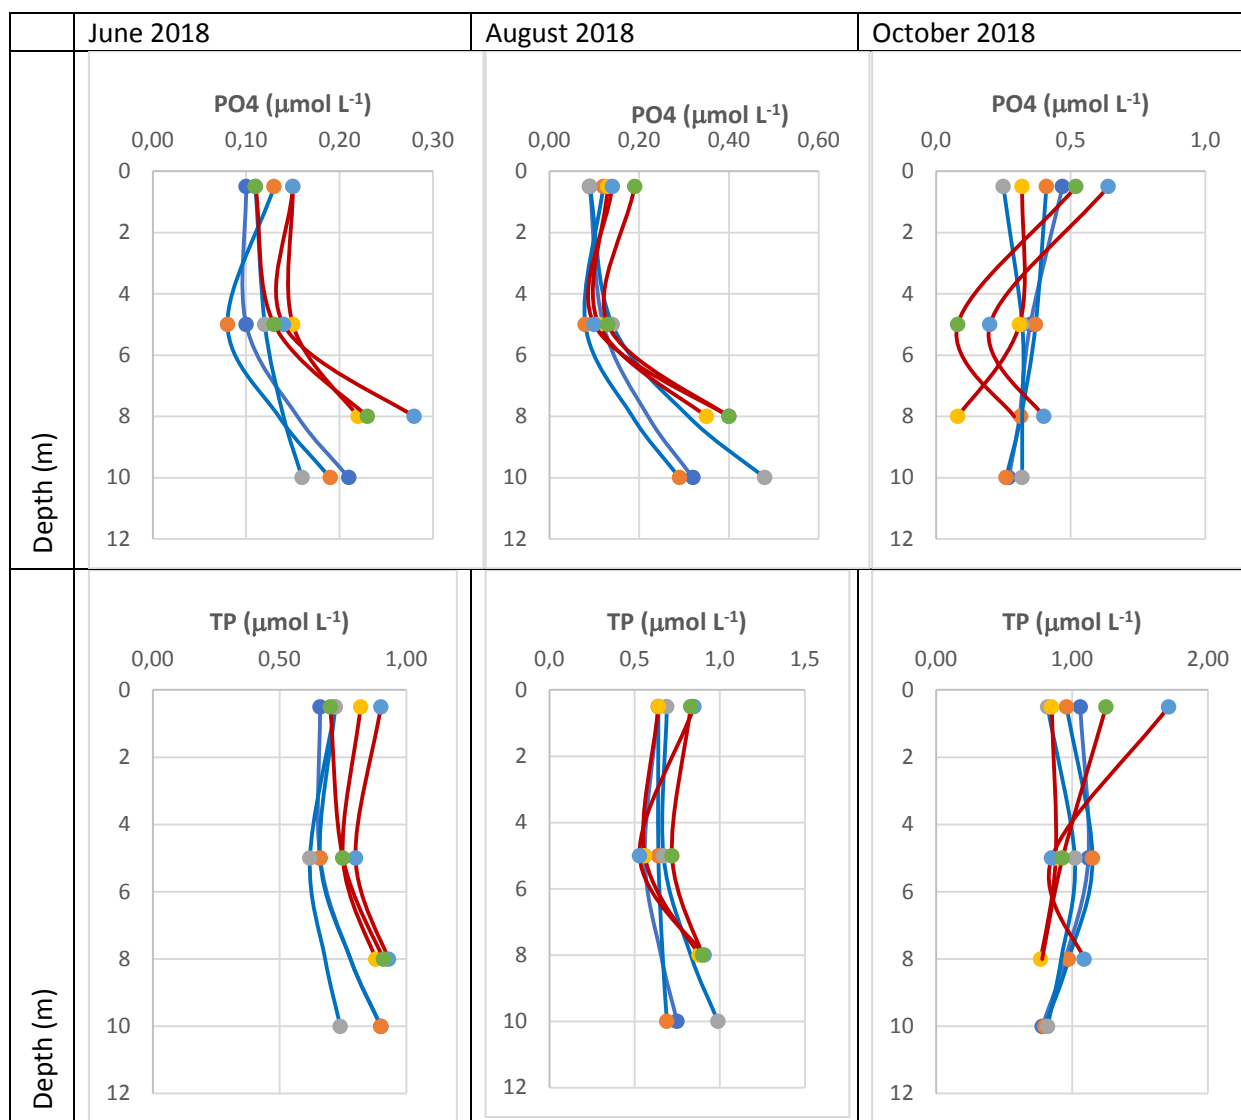 June 2018
August 2018
October 2018
Depth (m)
PO4 (µmol L-1)
0,00 0,10 0,20 0,30
0
2
4
6
8
10
12
PO4 (µmol L-1)
0,00 0,20 0,40 0,60
0
2
4
6
8
10
12
PO4 (µmol L-1)
0,0 0,5 1,0
0
2
4
6
8
10
12
Depth (m)
TP (µmol L-1)
0,00 0,50 1,00
0
2
4
6
8
10
12
TP (µmol L-1)
0,0 0,5 1,0 1,5
0
2
4
6
8
10
12
TP (µmol L-1)
0,00 1,00 2,00
0
2
4
6
8
10
12